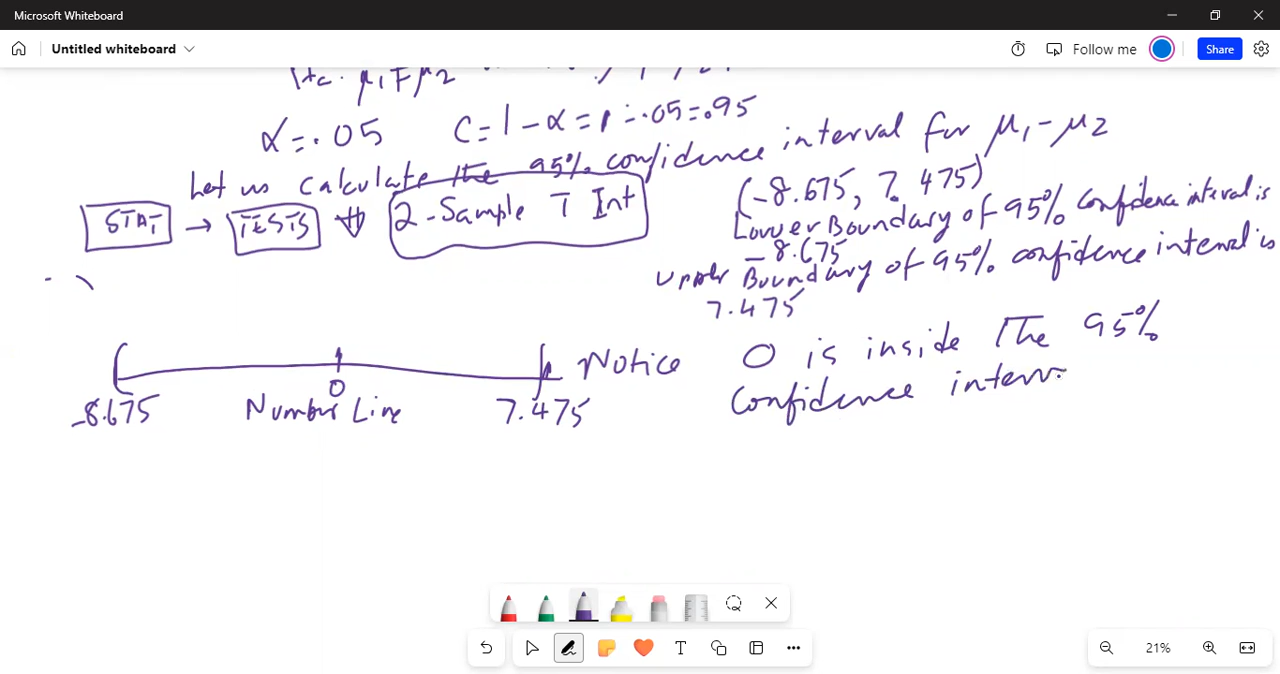 Microsoft Whiteboard
Untitled whiteboard
Follow me
Share
μ1 ≠ μ2
α = .05 C = 1 - α = 1 - .05 = .95
Let us calculate the 95% confidence interval for μ1 - μ2
STAT → TESTS 2-Sample T Int
(-8.675, 7.475)
Lower Boundary of 95% confidence interval is
-8.675
upper Boundary of 95% confidence interval is
7.475
Notice 0 is inside the 95%
confidence interv
0
-8.675 Number Line 7.475
21%